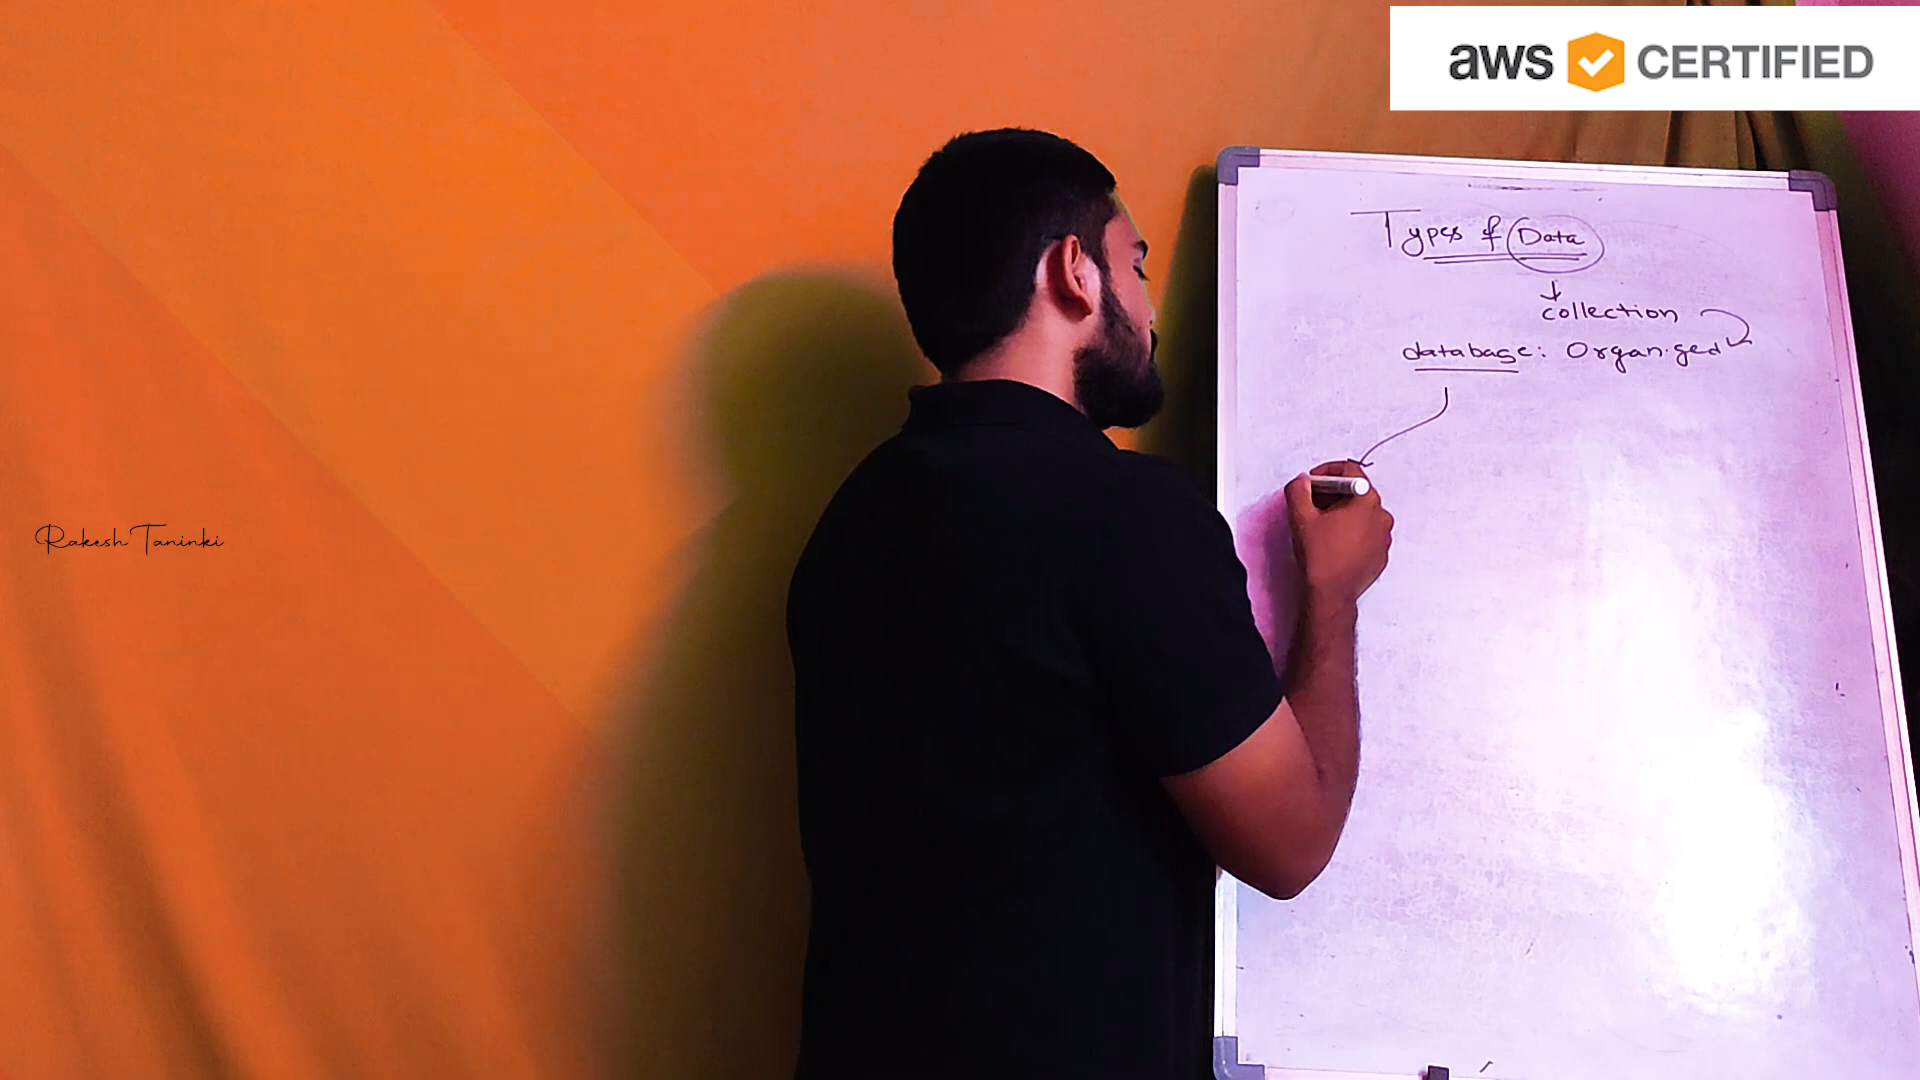 aws CERTIFIED
Types of Data
collection
database: Organized
Rakesh Taninki